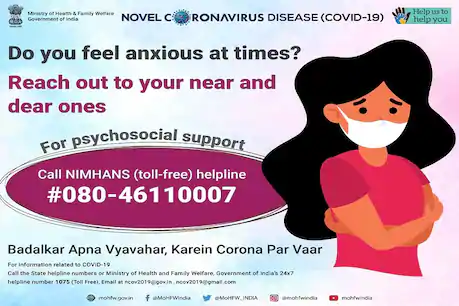 Ministry of Health & Family Welfare
Government of India
NOVEL CORONAVIRUS DISEASE (COVID-19)
Help us to
help you
Do you feel anxious at times?
Reach out to your near and
dear ones
For psychosocial support
Call NIMHANS (toll-free) helpline
#080-46110007
Badalkar Apna Vyavahar, Karein Corona Par Vaar
For information related to COVID-19
Call the State helpline numbers or Ministry of Health and Family Welfare, Government of India's 24x7
helpline number 1075 (Toll Free), Email at ncov2019@gov.in , ncov2019@gmail.com
mohfw.gov.in @MoHFWIndia @MoHFW_INDIA @mohfwindia mohfwindia